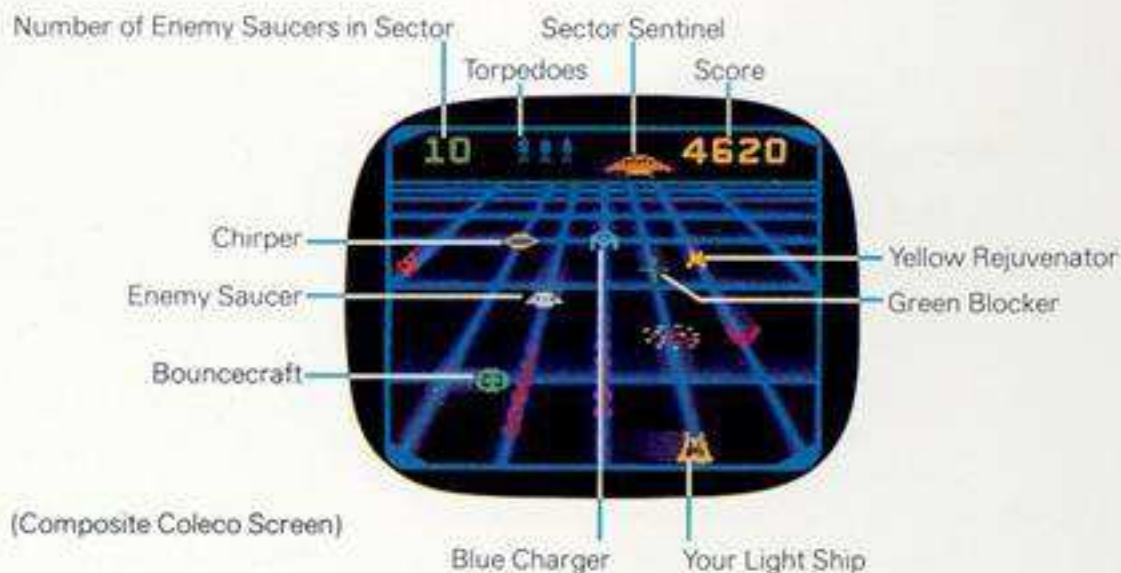 Number of Enemy Saucers in Sector
Sector Sentinel
Torpedoes
Score
10
4620
Chirper
Yellow Rejuvenator
Enemy Saucer
Green Blocker
Bouncecraft
(Composite Coleco Screen)
Blue Charger
Your Light Ship